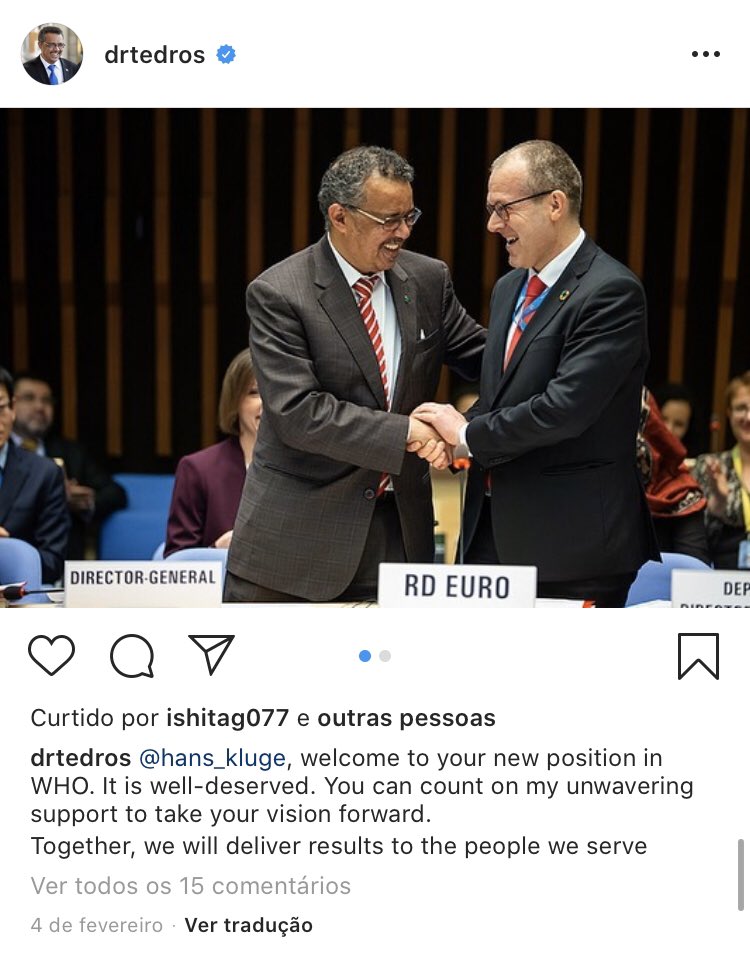 drtedros
DIRECTOR-GENERAL
RD EURO
DEP
Curtido por ishitag077 e outras pessoas
drtedros @hans_kluge, welcome to your new position in
WHO. It is well-deserved. You can count on my unwavering
support to take your vision forward.
Together, we will deliver results to the people we serve
Ver todos os 15 comentários
4 de fevereiro · Ver tradução